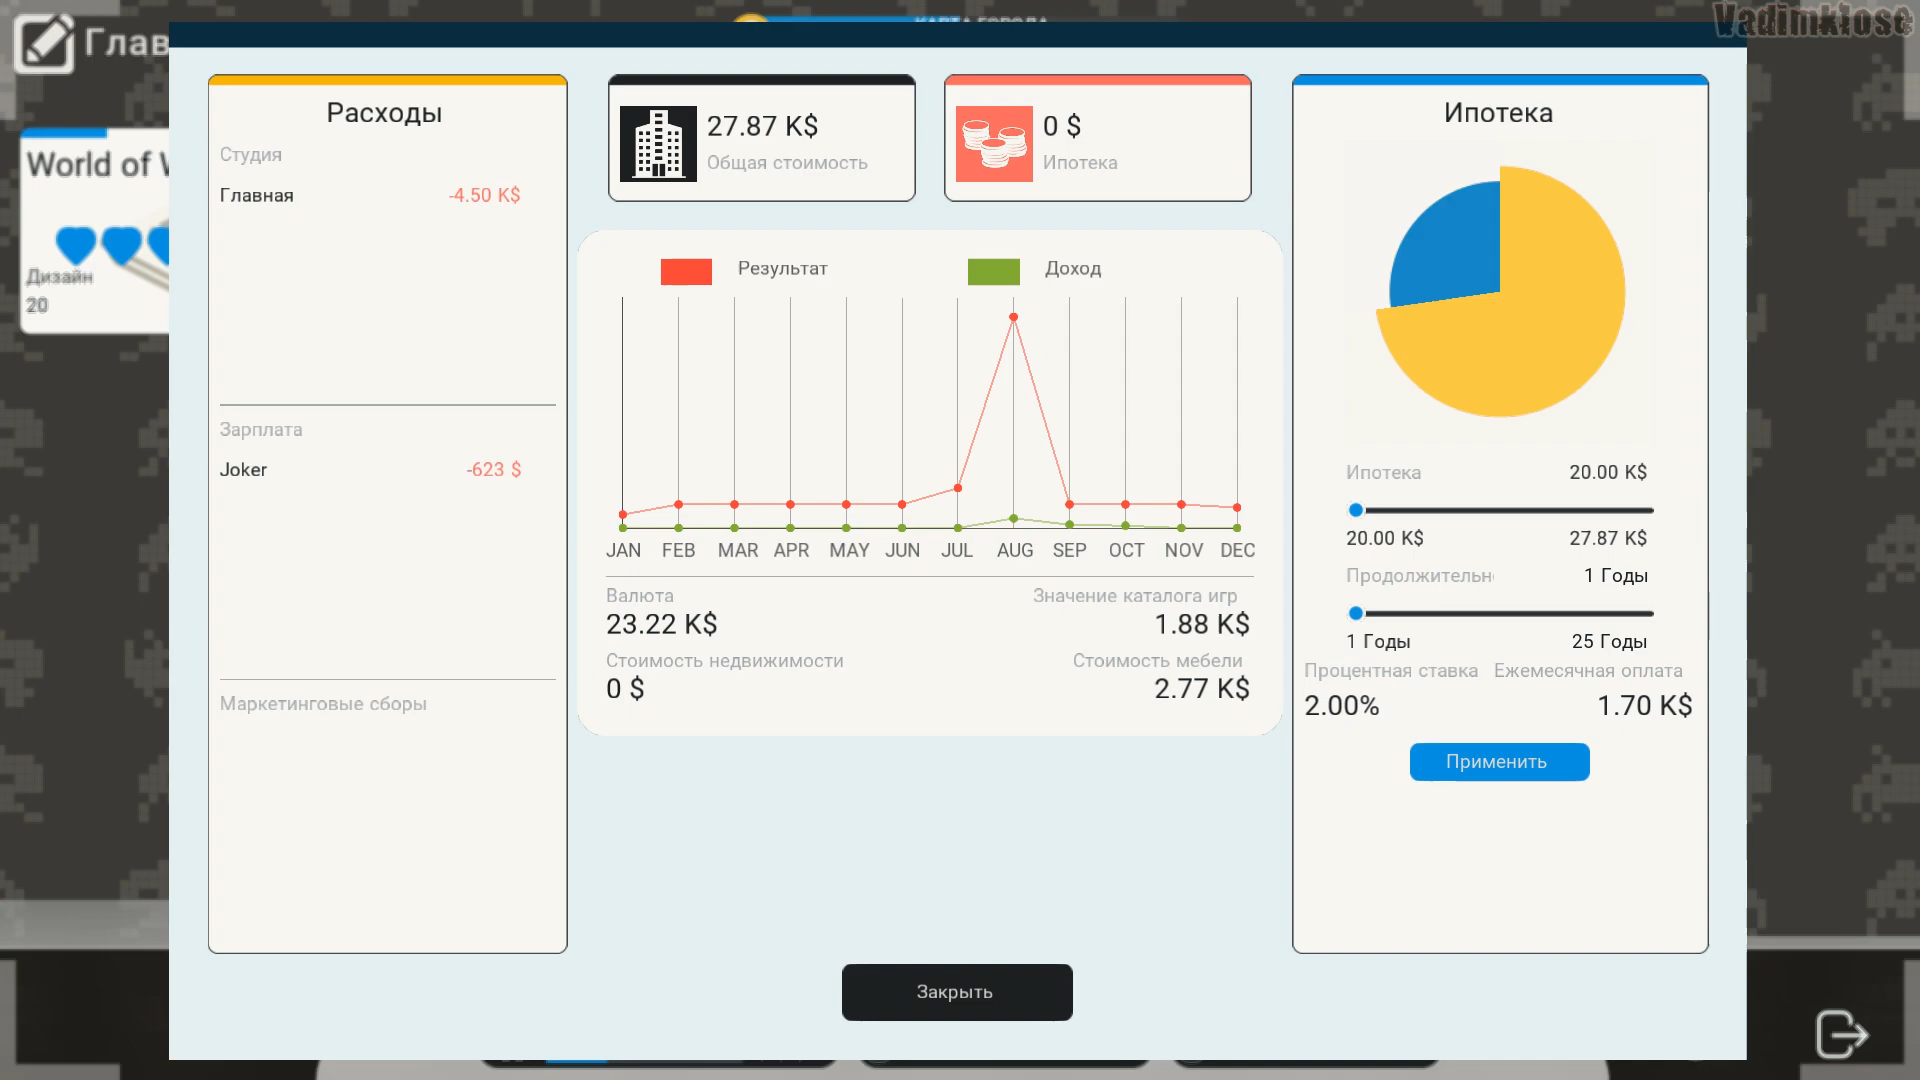 Глав
КАРТА ГОРОДА
Vadimklose
World of W
Дизайн
20
Расходы
Студия
Главная
-4.50 K$
Зарплата
Joker
-623 $
Маркетинговые сборы
27.87 K$
Общая стоимость
0 $
Ипотека
Результат
Доход
JAN FEB MAR APR MAY JUN JUL AUG SEP OCT NOV DEC
Валюта
Значение каталога игр
23.22 K$
1.88 K$
Стоимость недвижимости
Стоимость мебели
0 $
2.77 K$
Ипотека
Ипотека
20.00 K$
20.00 K$
27.87 K$
Продолжительн
1 Годы
1 Годы
25 Годы
Процентная ставка
Ежемесячная оплата
2.00%
1.70 K$
Применить
Закрыть